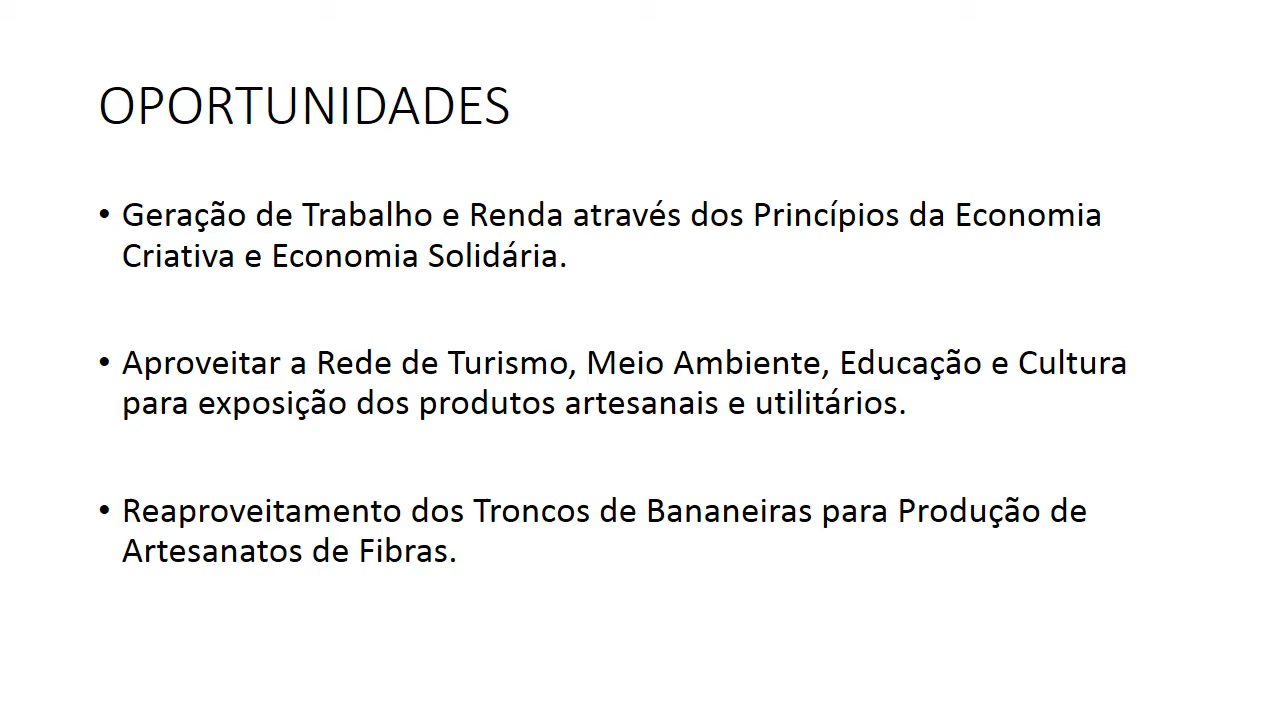 OPORTUNIDADES
• Geração de Trabalho e Renda através dos Princípios da Economia
Criativa e Economia Solidária.
• Aproveitar a Rede de Turismo, Meio Ambiente, Educação e Cultura
para exposição dos produtos artesanais e utilitários.
• Reaproveitamento dos Troncos de Bananeiras para Produção de
Artesanatos de Fibras.